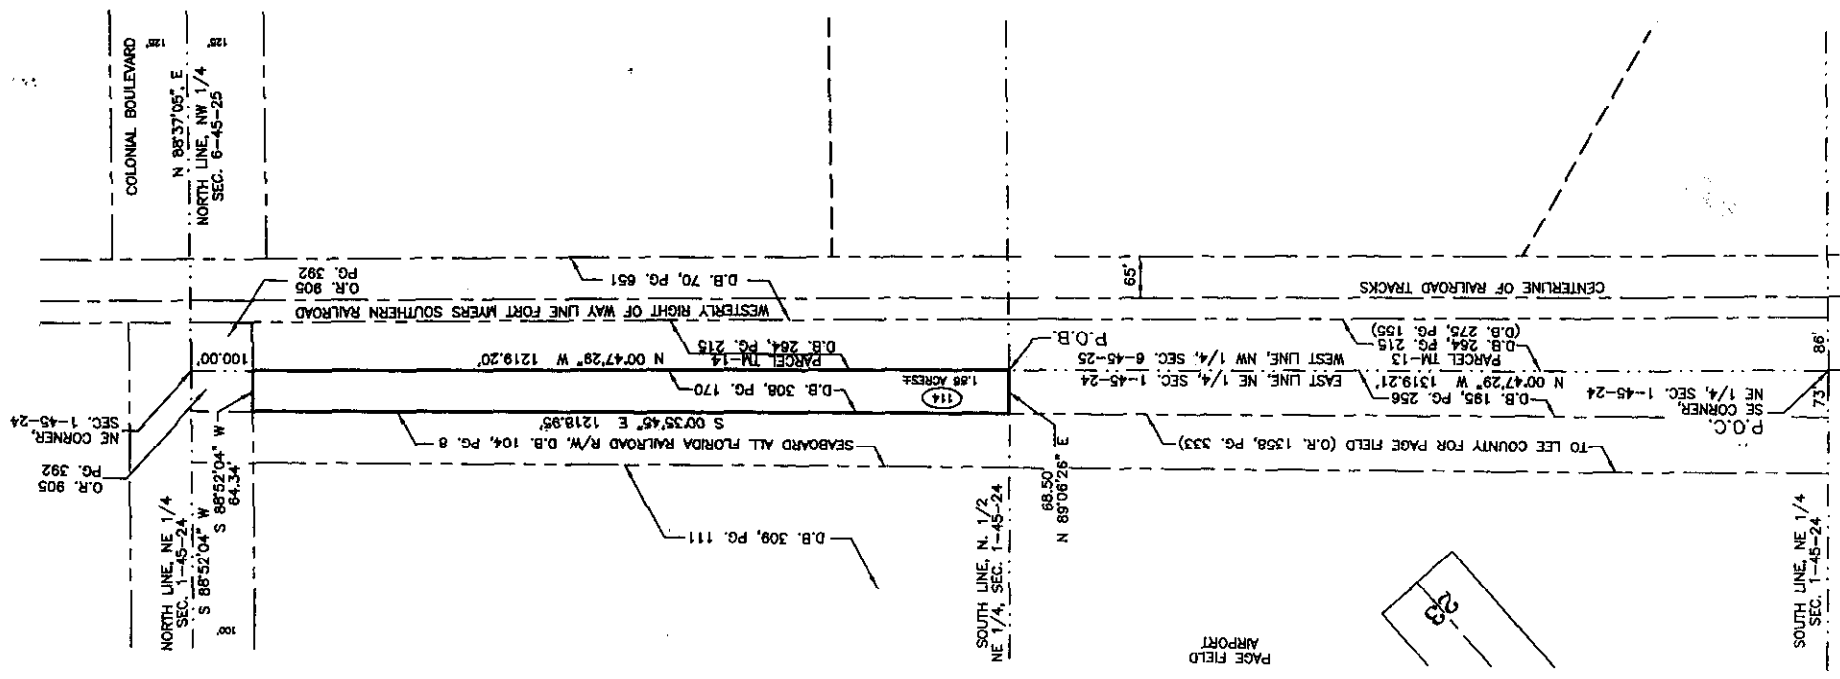 COLONIAL BOULEVARD
125'
125'
N 88°37'05" E
NORTH LINE, NW 1/4
SEC. 6-45-25
O.R. 905
PG. 392
D.B. 70, PG. 651
WESTERLY RIGHT OF WAY LINE FORT MYERS SOUTHERN RAILROAD
65'
CENTERLINE OF RAILROAD TRACKS
D.B. 264, PG. 215
PARCEL TM-14
N 00°47'29" W 1219.20'
100.00'
D.B. 308, PG. 170
1.86 ACRES±
114
P.O.B.
WEST LINE, NW 1/4, SEC. 6-45-25
EAST LINE, NE 1/4, SEC. 1-45-24
(D.B. 275, PG. 155)
D.B. 264, PG. 215
PARCEL TM-13
N 00°47'29" W 1319.21'
D.B. 195, PG. 256
86'
73'
SE CORNER,
NE 1/4, SEC. 1-45-24
P.O.C.
NE CORNER,
SEC. 1-45-24
O.R. 905
PG. 392
S 00°35'45" E 1218.95'
SEABOARD ALL FLORIDA RAILROAD R/W, D.B. 104, PG. 8
TO LEE COUNTY FOR PAGE FIELD (O.R. 1358, PG. 333)
S 88°52'04" W
64.34'
NORTH LINE, NE 1/4
SEC. 1-45-24
S 88°52'04" W
100'
D.B. 309, PG. 111
68.50'
N 89°06'26" E
SOUTH LINE, N. 1/2
NE 1/4, SEC. 1-45-24
PAGE FIELD
AIRPORT
23
SOUTH LINE, NE 1/4
SEC. 1-45-24